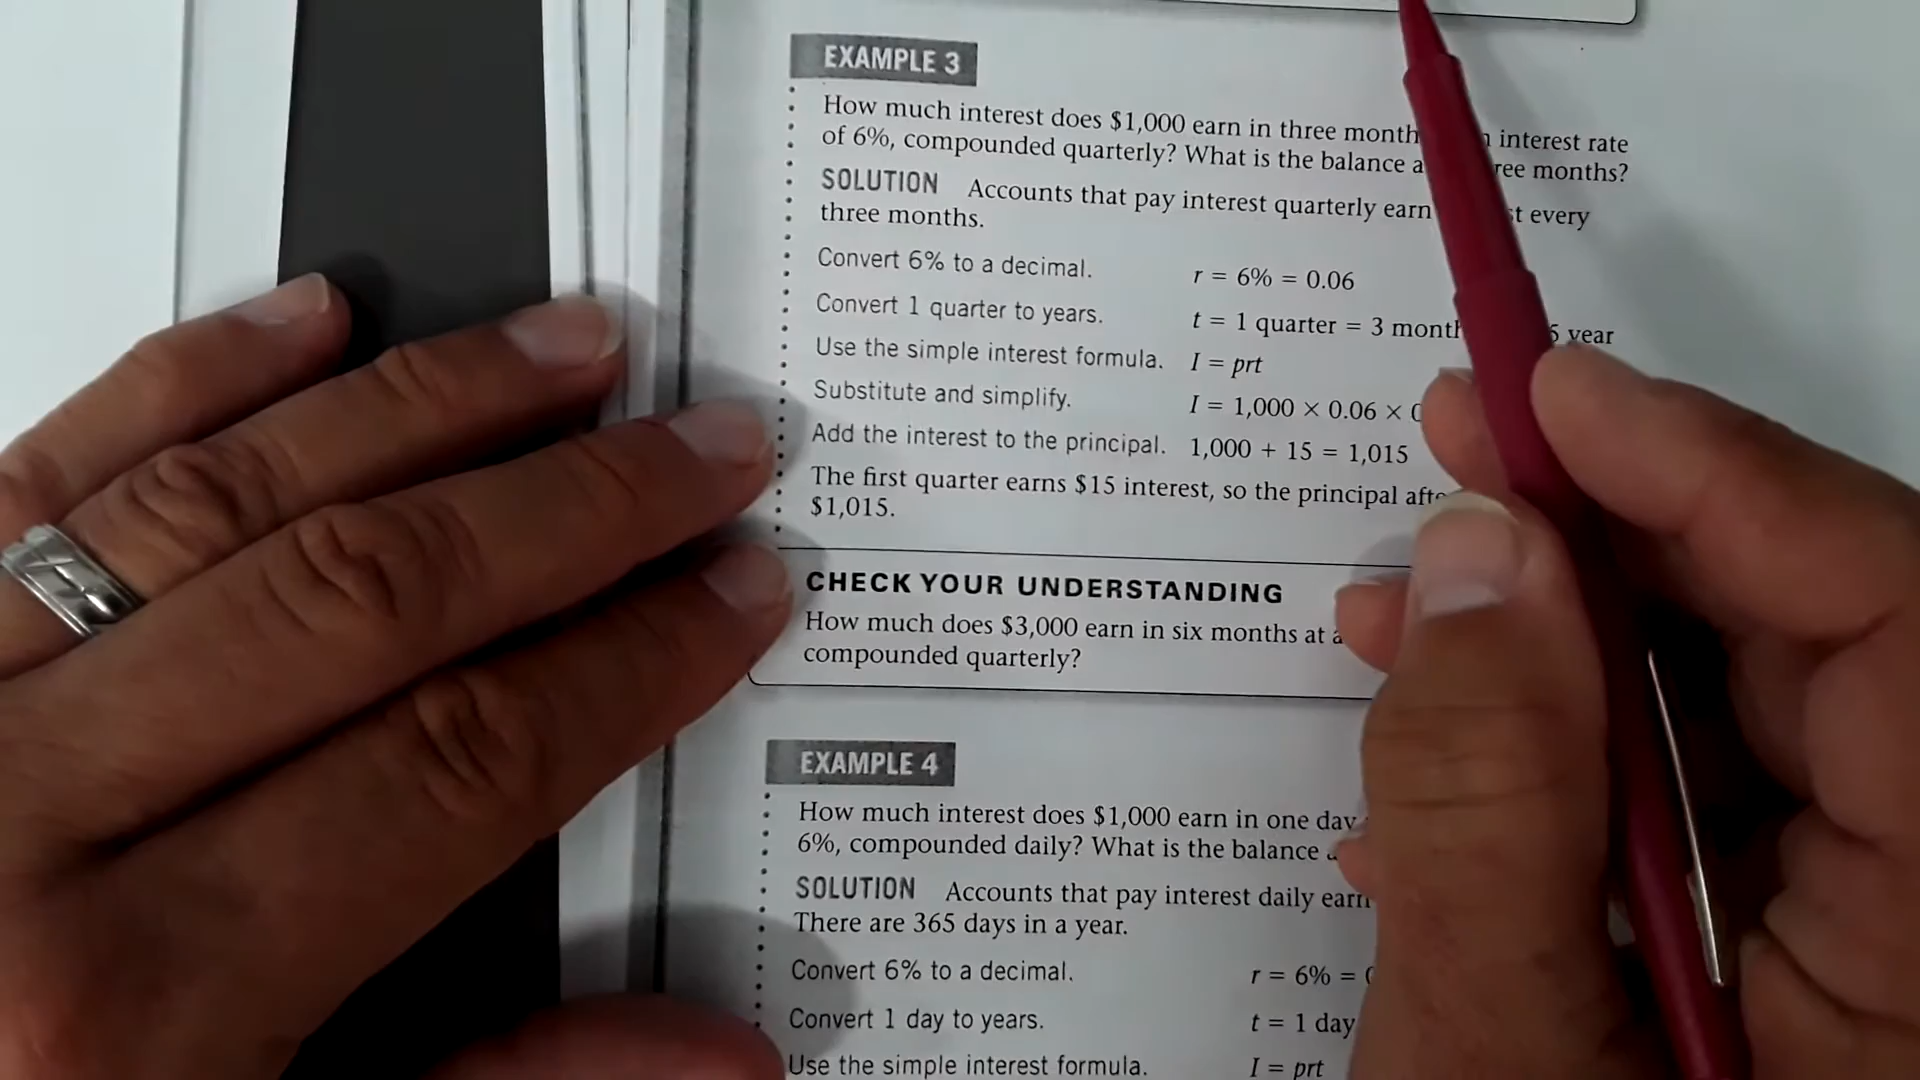 EXAMPLE 3
How much interest does $1,000 earn in three month interest rate
of 6%, compounded quarterly? What is the balance a ree months?
SOLUTION Accounts that pay interest quarterly earn t every
three months.
Convert 6% to a decimal. r = 6% = 0.06
Convert 1 quarter to years. t = 1 quarter = 3 mont 5 year
Use the simple interest formula. I = prt
Substitute and simplify. I = 1,000 × 0.06 × 0
Add the interest to the principal. 1,000 + 15 = 1,015
The first quarter earns $15 interest, so the principal afte
$1,015.
CHECK YOUR UNDERSTANDING
How much does $3,000 earn in six months at a
compounded quarterly?
EXAMPLE 4
How much interest does $1,000 earn in one day
6%, compounded daily? What is the balance
SOLUTION Accounts that pay interest daily earn
There are 365 days in a year.
Convert 6% to a decimal. r = 6% = 0
Convert 1 day to years. t = 1 day
Use the simple interest formula. I = prt